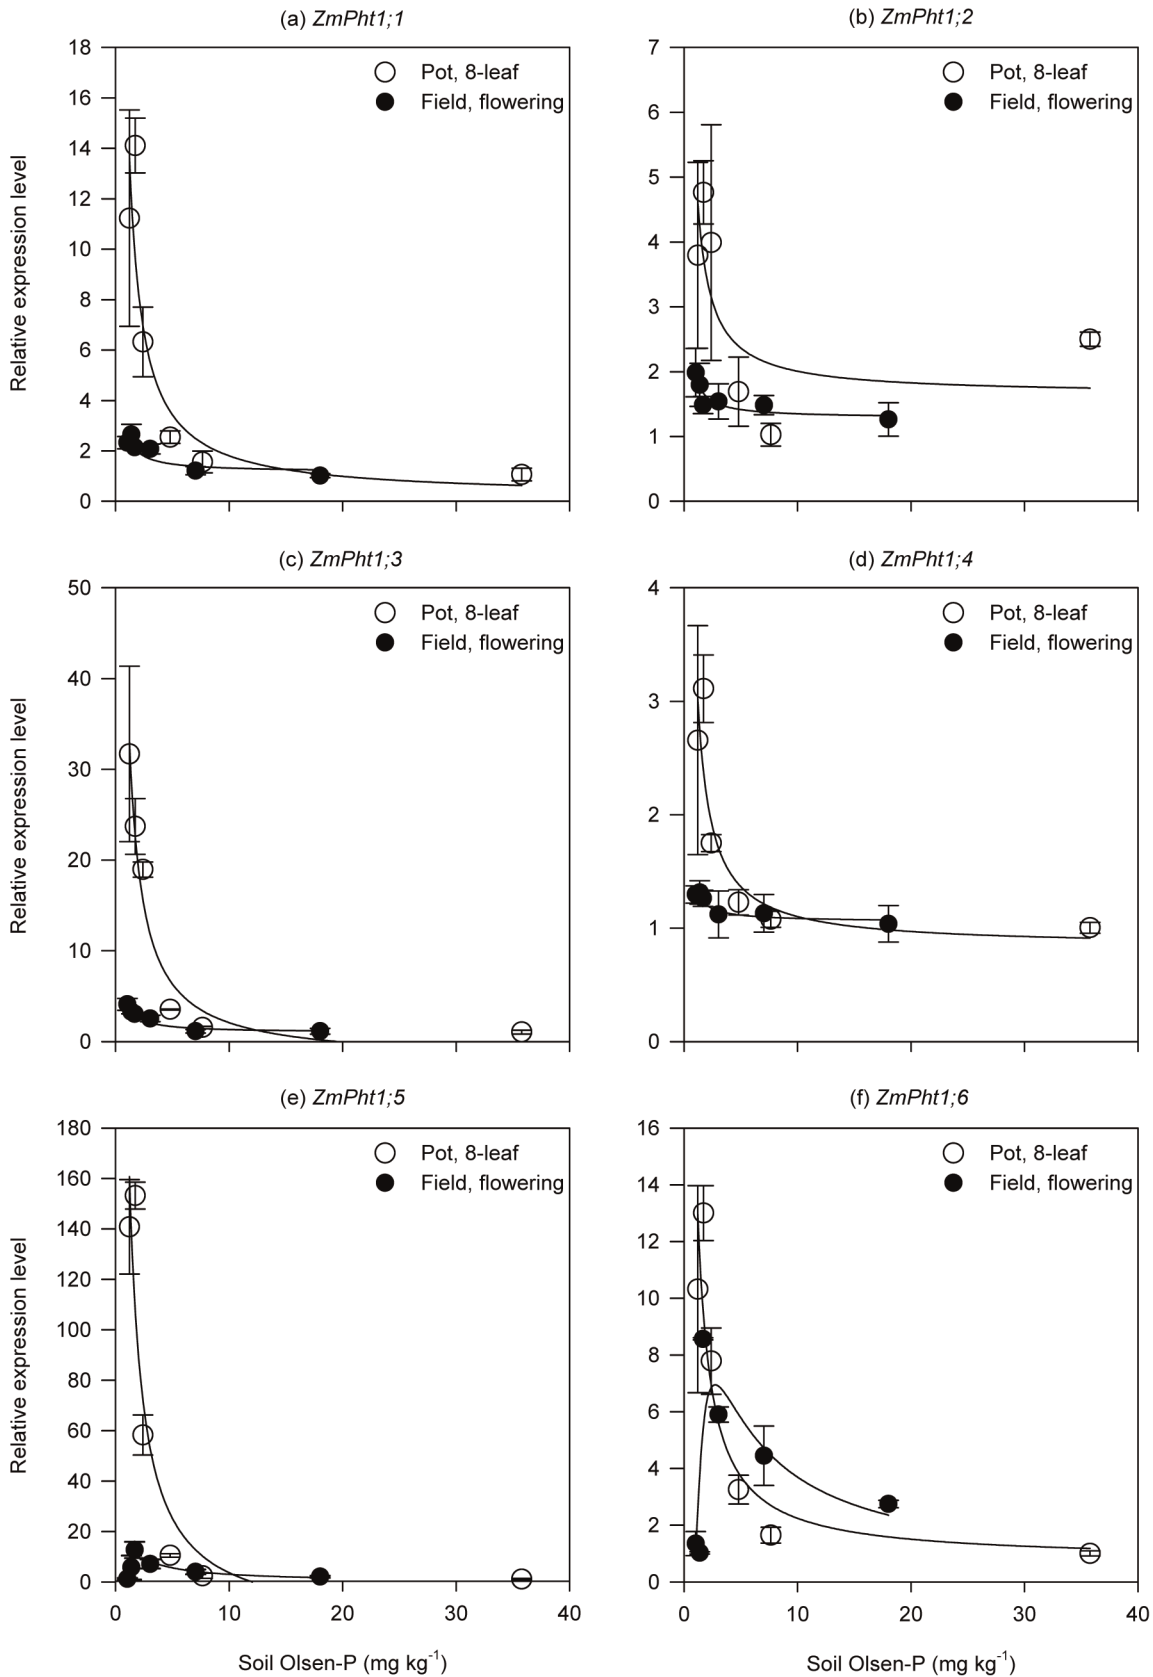 (a) ZmPht1;1
(b) ZmPht1;2
18
16
14
12
10
8
6
4
2
0
Relative expression level
Pot, 8-leaf
Field, flowering
7
6
5
4
3
2
1
0
Pot, 8-leaf
Field, flowering
(c) ZmPht1;3
(d) ZmPht1;4
50
40
30
20
10
0
Relative expression level
Pot, 8-leaf
Field, flowering
4
3
2
1
0
Pot, 8-leaf
Field, flowering
(e) ZmPht1;5
(f) ZmPht1;6
180
160
140
120
100
80
60
40
20
0
Relative expression level
Pot, 8-leaf
Field, flowering
0 10 20 30 40
Soil Olsen-P (mg kg⁻¹)
16
14
12
10
8
6
4
2
0
Pot, 8-leaf
Field, flowering
0 10 20 30 40
Soil Olsen-P (mg kg⁻¹)